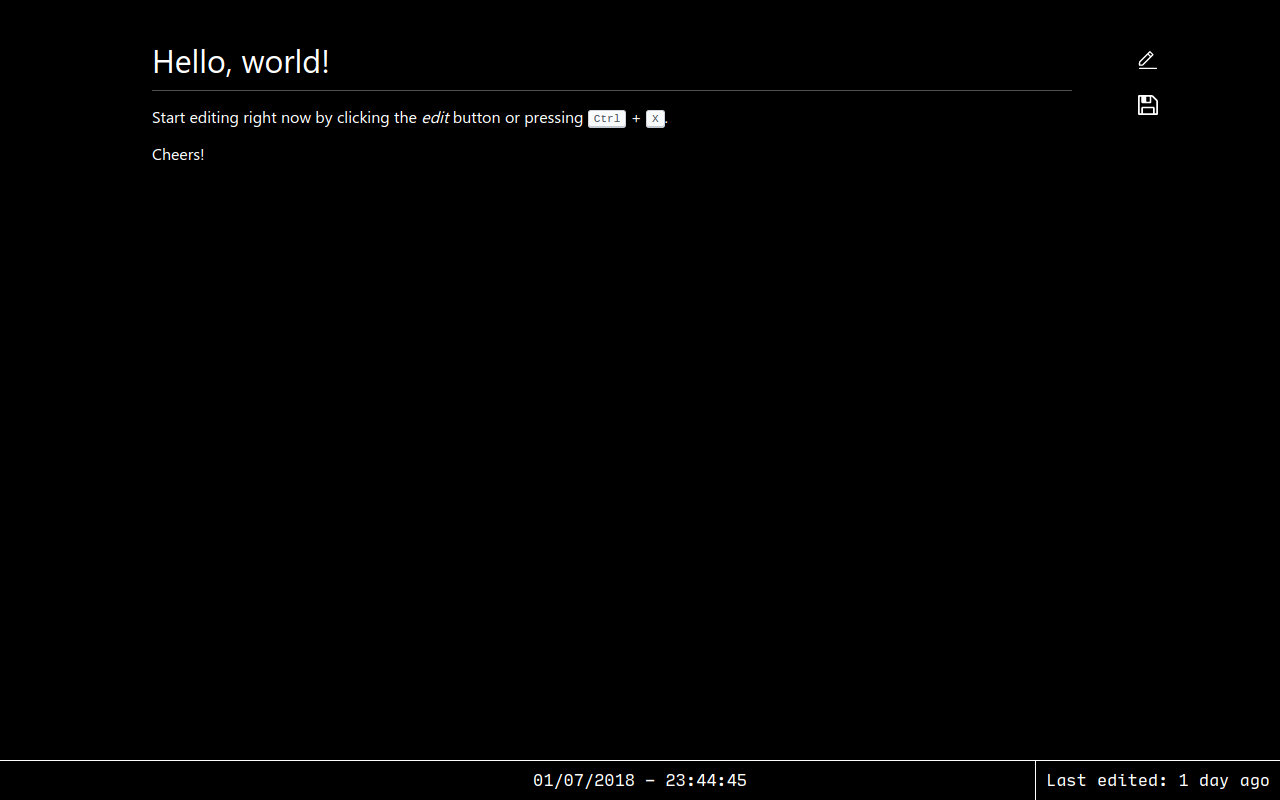 Hello, world!
Start editing right now by clicking the edit button or pressing Ctrl + X.
Cheers!
01/07/2018 - 23:44:45
Last edited: 1 day ago